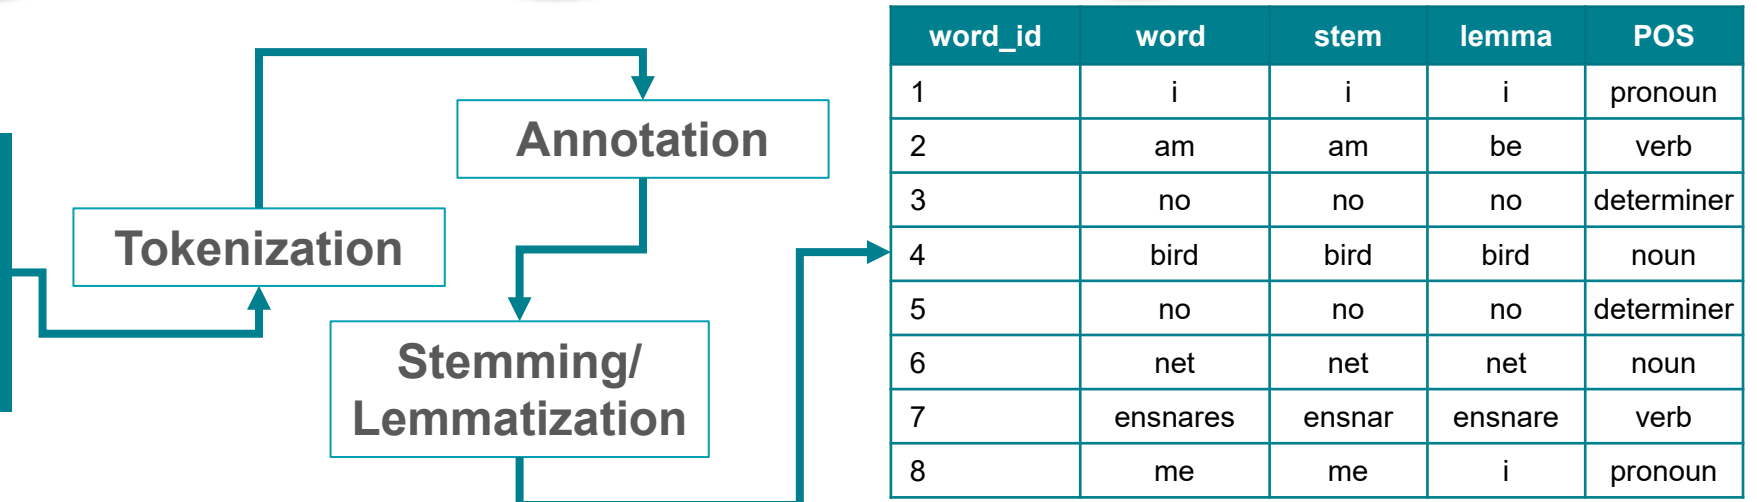 Tokenization
Annotation
Stemming/
Lemmatization
word_id word stem lemma POS
1 i i i pronoun
2 am am be verb
3 no no no determiner
4 bird bird bird noun
5 no no no determiner
6 net net net noun
7 ensnares ensnar ensnare verb
8 me me i pronoun